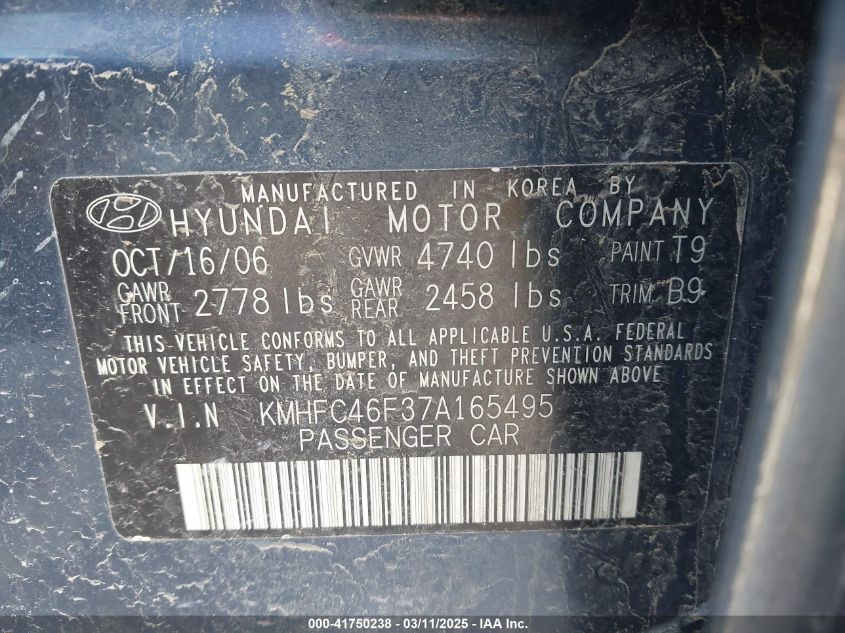 MANUFACTURED IN KOREA BY
HYUNDAI MOTOR COMPANY
OCT/16/06 GVWR 4740 lbs PAINT T9
GAWR FRONT 2778 lbs GAWR REAR 2458 lbs TRIM B9
THIS VEHICLE CONFORMS TO ALL APPLICABLE U.S.A. FEDERAL
MOTOR VEHICLE SAFETY, BUMPER, AND THEFT PREVENTION STANDARDS
IN EFFECT ON THE DATE OF MANUFACTURE SHOWN ABOVE
V.I.N KMHFC46F37A165495
PASSENGER CAR
000-41750238 - 03/11/2025 - IAA Inc.